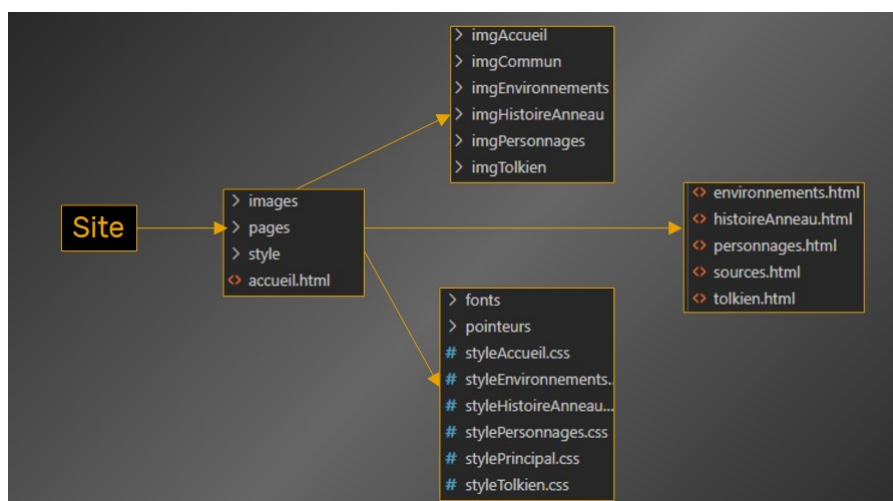 Site
images
pages
style
accueil.html
imgAccueil
imgCommun
imgEnvironnements
imgHistoireAnneau
imgPersonnages
imgTolkien
environnements.html
histoireAnneau.html
personnages.html
sources.html
tolkien.html
fonts
pointeurs
# styleAccueil.css
# styleEnvironnements..
# styleHistoireAnneau...
# stylePersonnages.css
# stylePrincipal.css
# styleTolkien.css